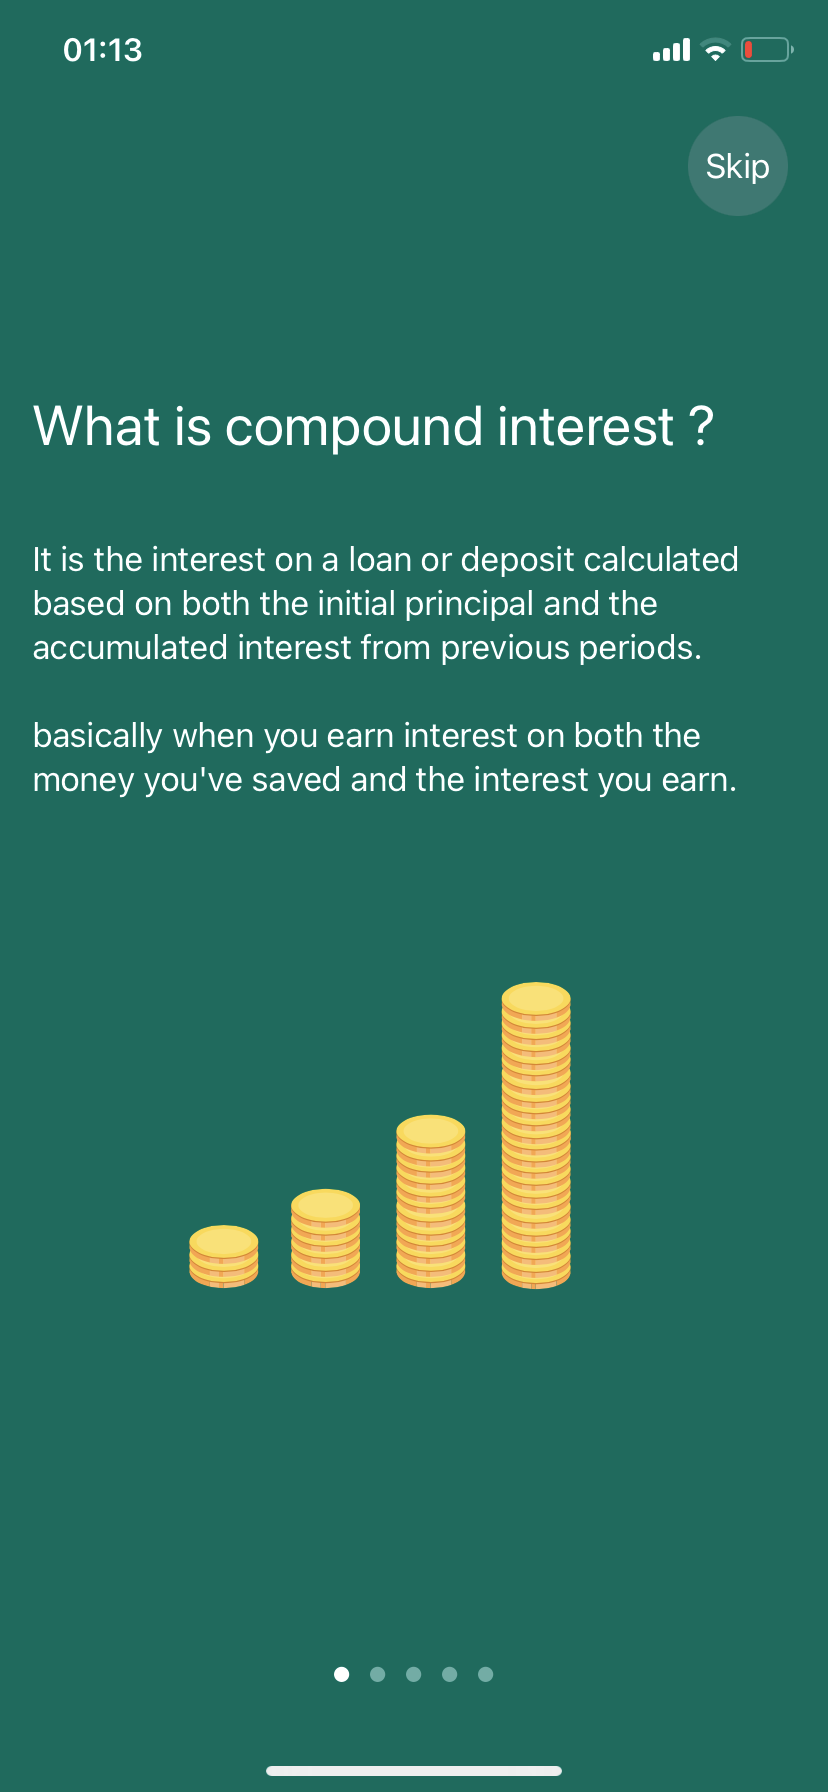 01:13
Skip
What is compound interest ?
It is the interest on a loan or deposit calculated
based on both the initial principal and the
accumulated interest from previous periods.
basically when you earn interest on both the
money you've saved and the interest you earn.